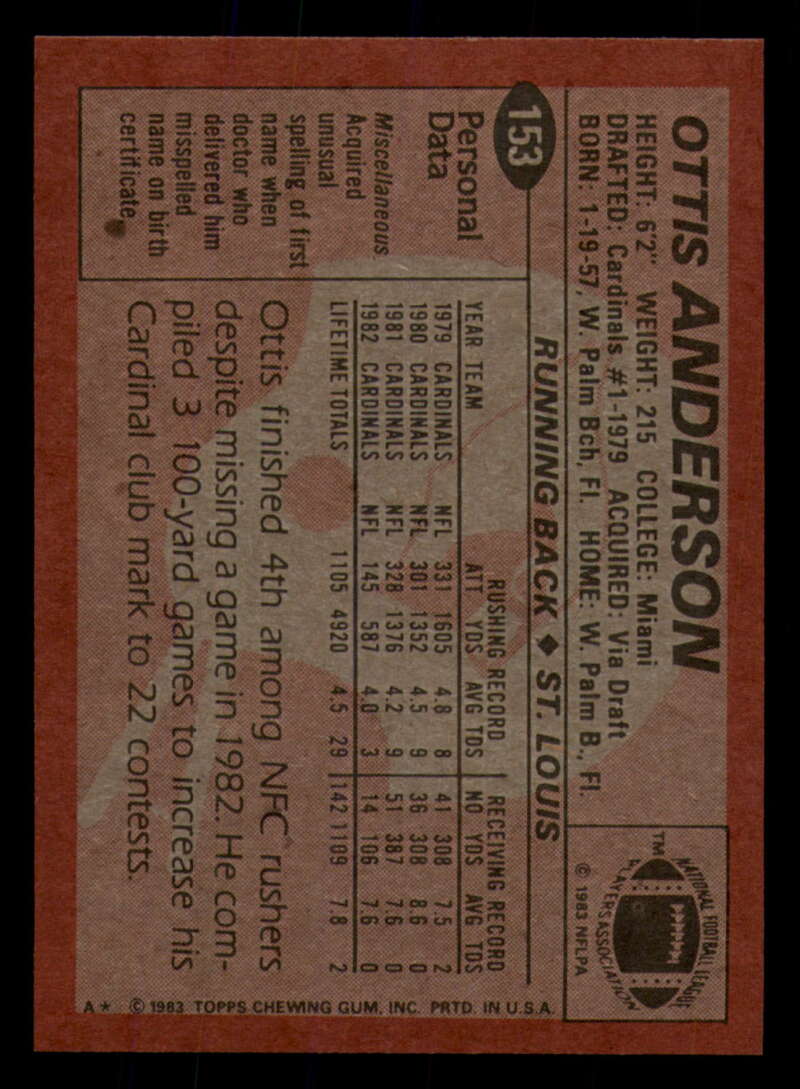 OTTIS ANDERSON
HEIGHT: 6'2" WEIGHT: 215 COLLEGE: Miami
DRAFTED: Cardinals #1-1979 ACQUIRED: Via Draft
BORN: 1-19-57, W. Palm Bch, Fl. HOME: W. Palm B., Fl.
NATIONAL FOOTBALL LEAGUE
PLAYERS ASSOCIATION
TM
© 1983 NFLPA
153
RUNNING BACK ♦ ST. LOUIS
Personal
Data
Miscellaneous
Acquired
unusual
spelling of first
name when
doctor who
delivered him
misspelled
name on birth
certificate.
RUSHING RECORD RECEIVING RECORD
YEAR TEAM ATT YDS AVG TDS NO YDS AVG TDS
1979 CARDINALS NFL 331 1605 4.8 8 41 308 7.5 2
1980 CARDINALS NFL 301 1352 4.5 9 36 308 8.6 0
1981 CARDINALS NFL 328 1376 4.2 9 51 387 7.6 0
1982 CARDINALS NFL 145 587 4.0 3 14 106 7.6 0
LIFETIME TOTALS 1105 4920 4.5 29 142 1109 7.8 2
Ottis finished 4th among NFC rushers
despite missing a game in 1982. He com-
piled 3 100-yard games to increase his
Cardinal club mark to 22 contests.
A* © 1983 TOPPS CHEWING GUM, INC. PRTD. IN U.S.A.